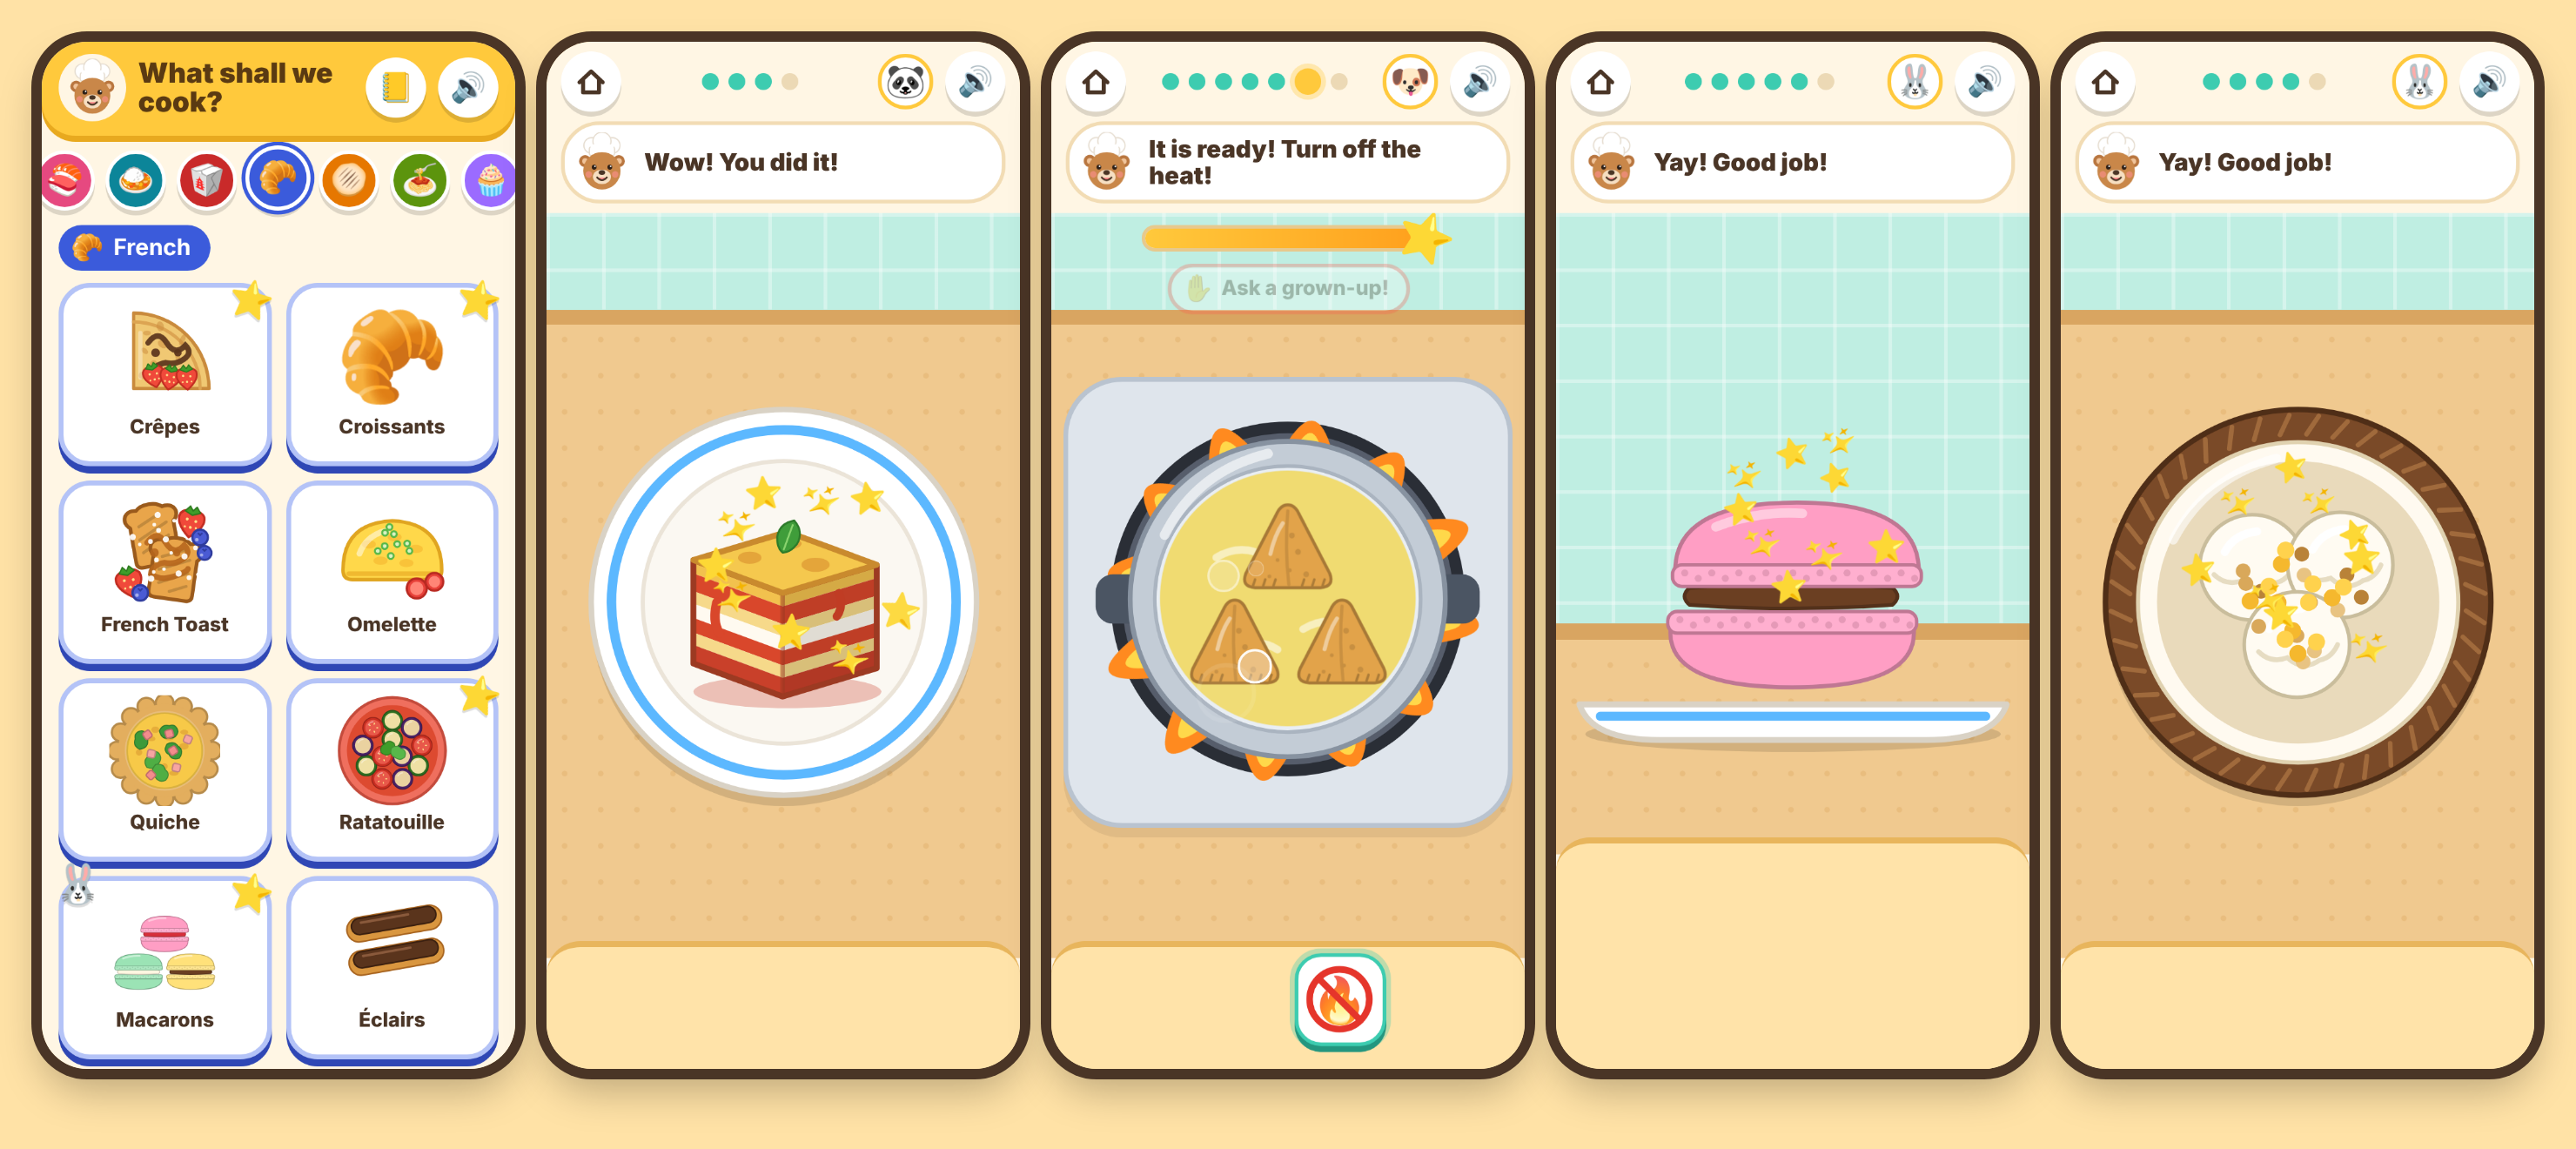 What shall we
cook?
French
Crêpes
Croissants
French Toast
Omelette
Quiche
Ratatouille
Macarons
Éclairs
Wow! You did it!
It is ready! Turn off the
heat!
Ask a grown-up!
Yay! Good job!
Yay! Good job!